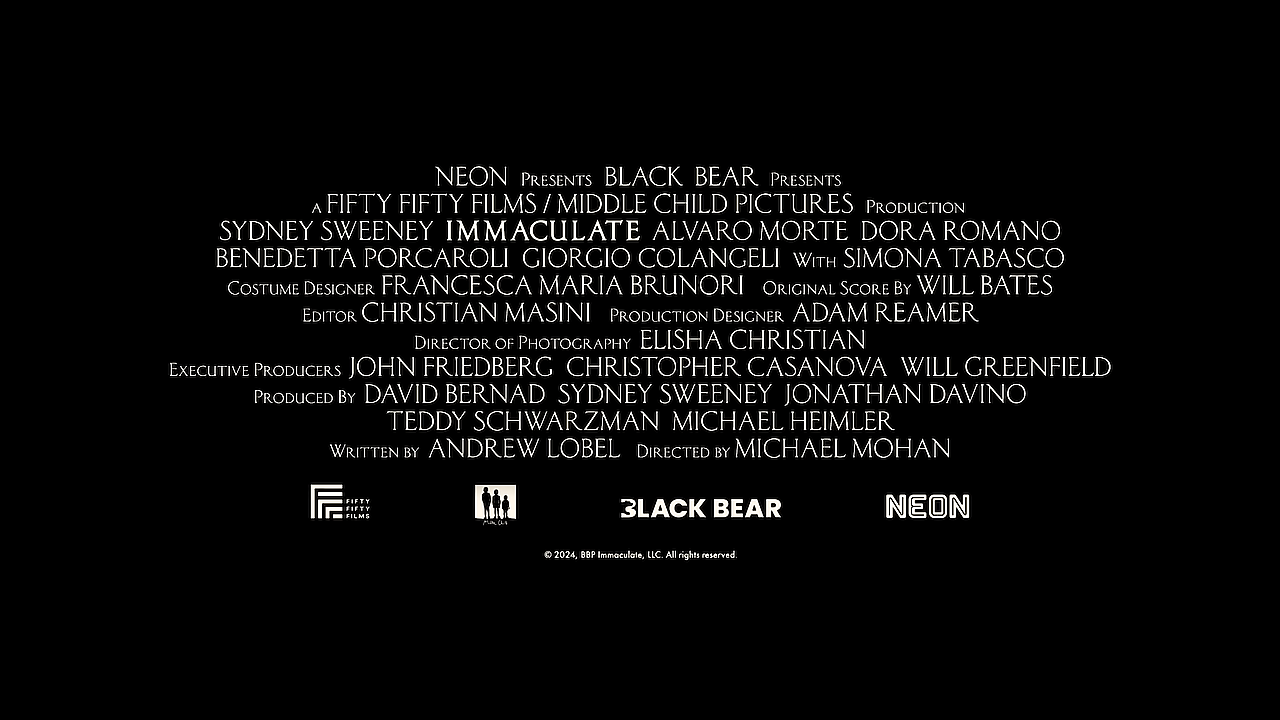 NEON PRESENTS BLACK BEAR PRESENTS
A FIFTY FIFTY FILMS / MIDDLE CHILD PICTURES PRODUCTION
SYDNEY SWEENEY IMMACULATE ALVARO MORTE DORA ROMANO
BENEDETTA PORCAROLI GIORGIO COLANGELI WITH SIMONA TABASCO
COSTUME DESIGNER FRANCESCA MARIA BRUNORI ORIGINAL SCORE BY WILL BATES
EDITOR CHRISTIAN MASINI PRODUCTION DESIGNER ADAM REAMER
DIRECTOR OF PHOTOGRAPHY ELISHA CHRISTIAN
EXECUTIVE PRODUCERS JOHN FRIEDBERG CHRISTOPHER CASANOVA WILL GREENFIELD
PRODUCED BY DAVID BERNAD SYDNEY SWEENEY JONATHAN DAVINO
TEDDY SCHWARZMAN MICHAEL HEIMLER
WRITTEN BY ANDREW LOBEL DIRECTED BY MICHAEL MOHAN
FIFTY
FIFTY
FILMS
BLACK BEAR
NEON
© 2024, BBP Immaculate, LLC. All rights reserved.